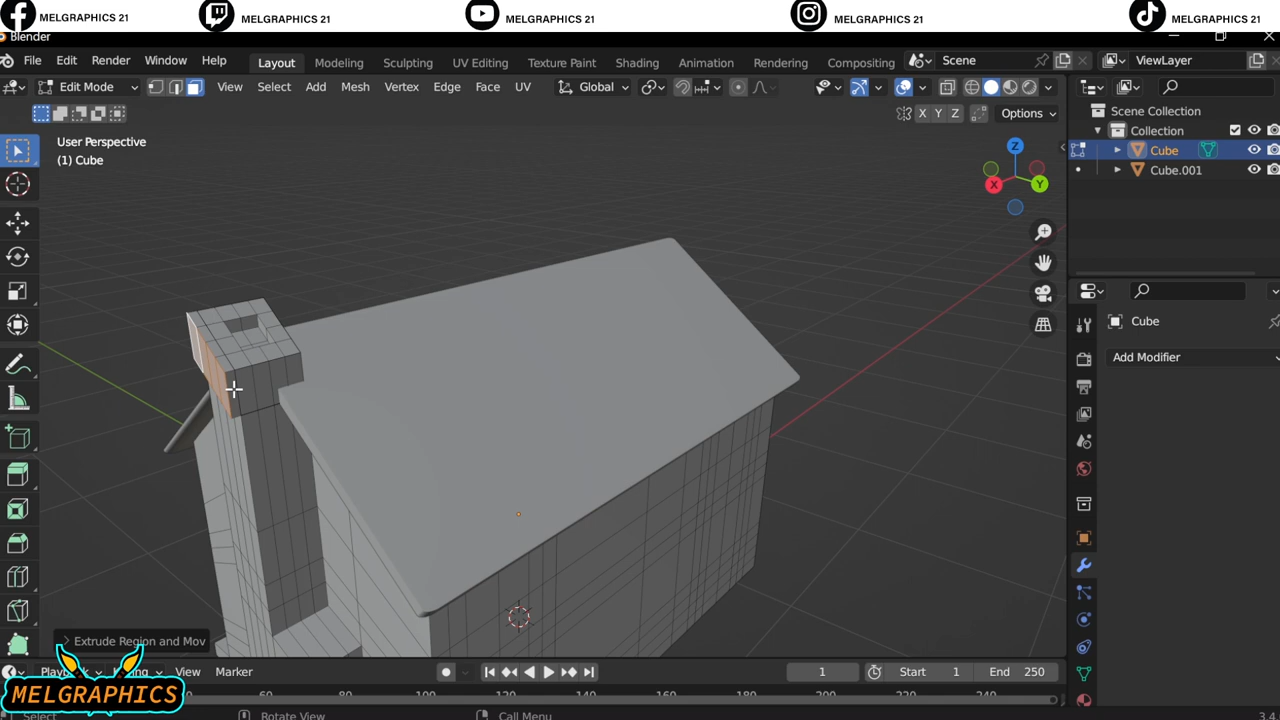 MELGRAPHICS 21
MELGRAPHICS 21
MELGRAPHICS 21
MELGRAPHICS 21
MELGRAPHICS 21
Blender
File Edit Render Window Help Layout Modeling Sculpting UV Editing Texture Paint Shading Animation Rendering Compositing Scene ViewLayer
Edit Mode View Select Add Mesh Vertex Edge Face UV Global
X Y Z Options
User Perspective
(1) Cube
Z
X
Y
Scene Collection
Collection
Cube
Cube.001
Cube
Add Modifier
Extrude Region and Mov
View Marker 1 Start 1 End 250
60 80 100 120 140 160 180 200 220 240
Select Rotate View Call Menu 3.4
MELGRAPHICS